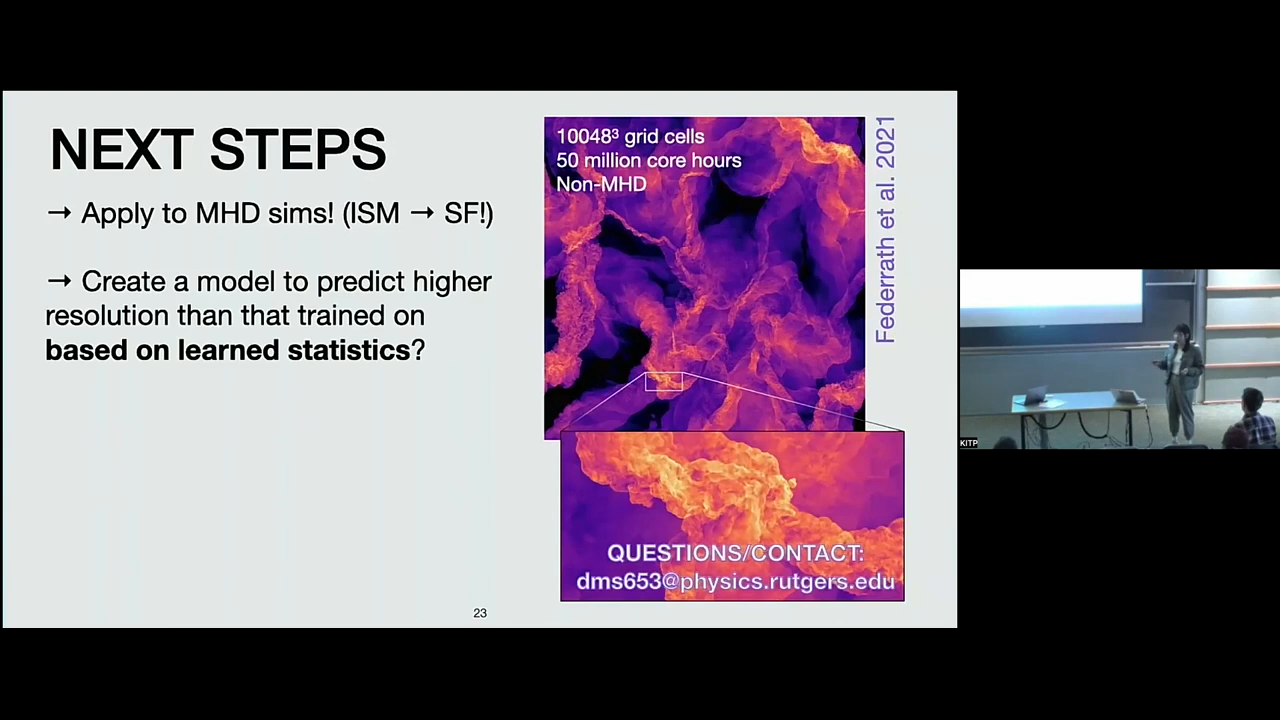 NEXT STEPS
→ Apply to MHD sims! (ISM → SF!)
→ Create a model to predict higher
resolution than that trained on
based on learned statistics?
10048³ grid cells
50 million core hours
Non-MHD
Federrath et al. 2021
QUESTIONS/CONTACT:
dms653@physics.rutgers.edu
23
KITP